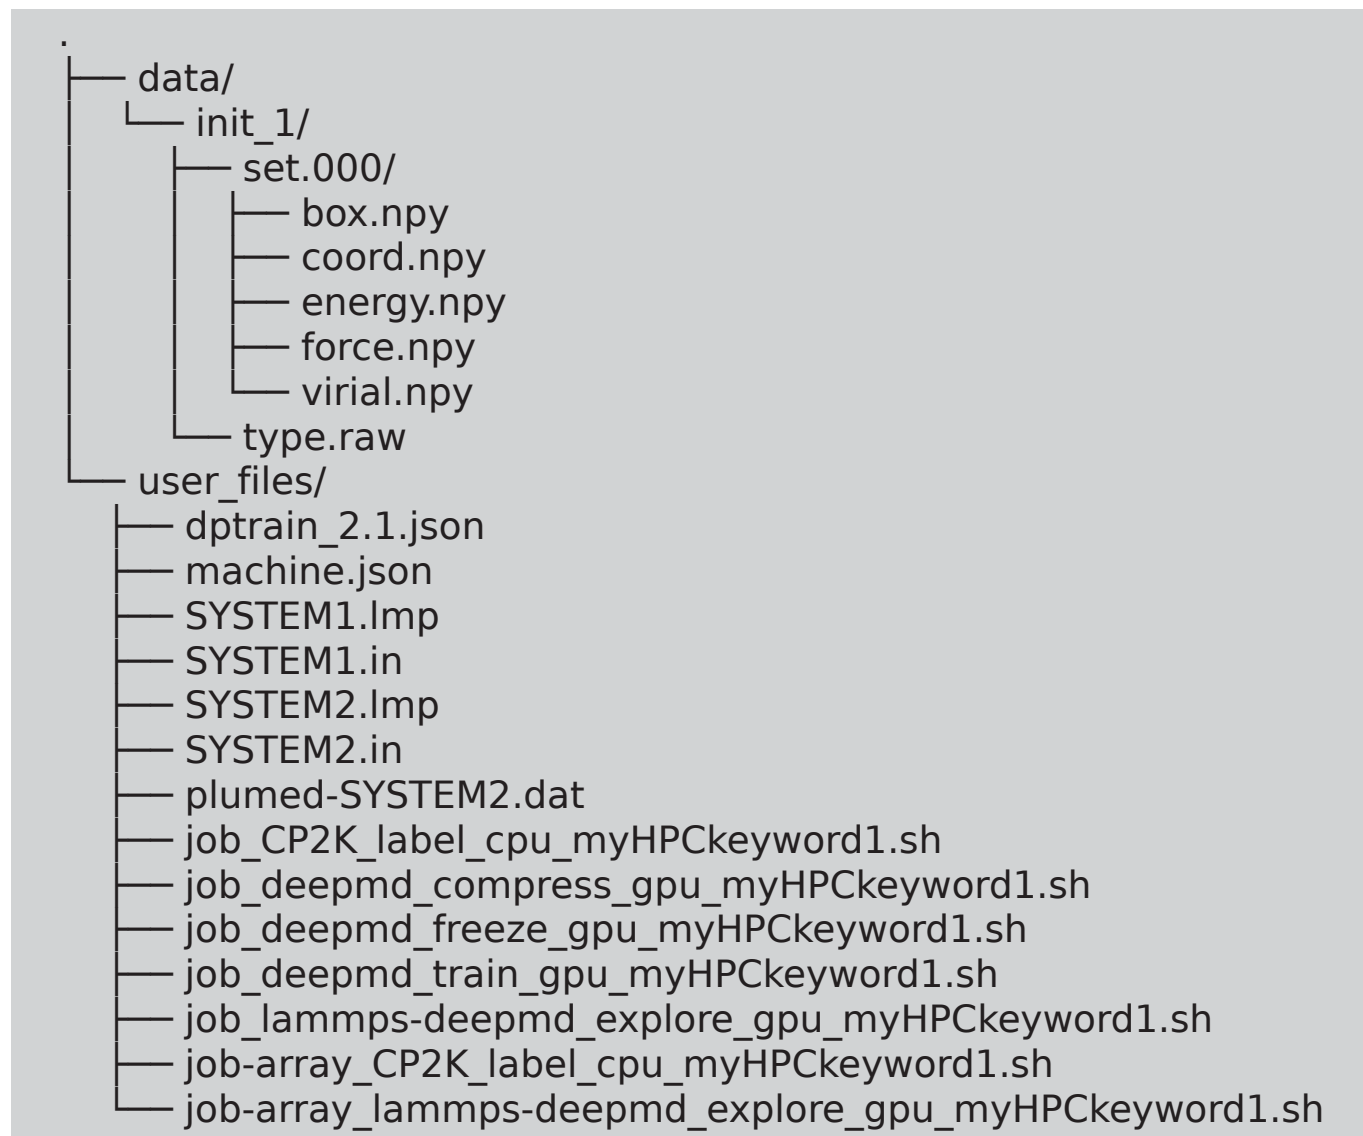 .
├── data/
│   └── init_1/
│       ├── set.000/
│       │   ├── box.npy
│       │   ├── coord.npy
│       │   ├── energy.npy
│       │   ├── force.npy
│       │   └── virial.npy
│       └── type.raw
└── user_files/
    ├── dptrain_2.1.json
    ├── machine.json
    ├── SYSTEM1.lmp
    ├── SYSTEM1.in
    ├── SYSTEM2.lmp
    ├── SYSTEM2.in
    ├── plumed-SYSTEM2.dat
    ├── job_CP2K_label_cpu_myHPCkeyword1.sh
    ├── job_deepmd_compress_gpu_myHPCkeyword1.sh
    ├── job_deepmd_freeze_gpu_myHPCkeyword1.sh
    ├── job_deepmd_train_gpu_myHPCkeyword1.sh
    ├── job_lammps-deepmd_explore_gpu_myHPCkeyword1.sh
    ├── job-array_CP2K_label_cpu_myHPCkeyword1.sh
    └── job-array_lammps-deepmd_explore_gpu_myHPCkeyword1.sh